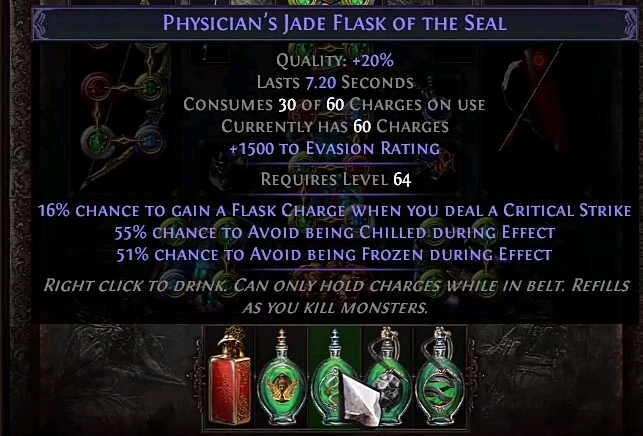 Physician's Jade Flask of the Seal
Quality: +20%
Lasts 7.20 Seconds
Consumes 30 of 60 Charges on use
Currently has 60 Charges
+1500 to Evasion Rating
Requires Level 64
16% chance to gain a Flask Charge when you deal a Critical Strike
55% chance to Avoid being Chilled during Effect
51% chance to Avoid being Frozen during Effect
Right click to drink. Can only hold charges while in belt. Refills
as you kill monsters.